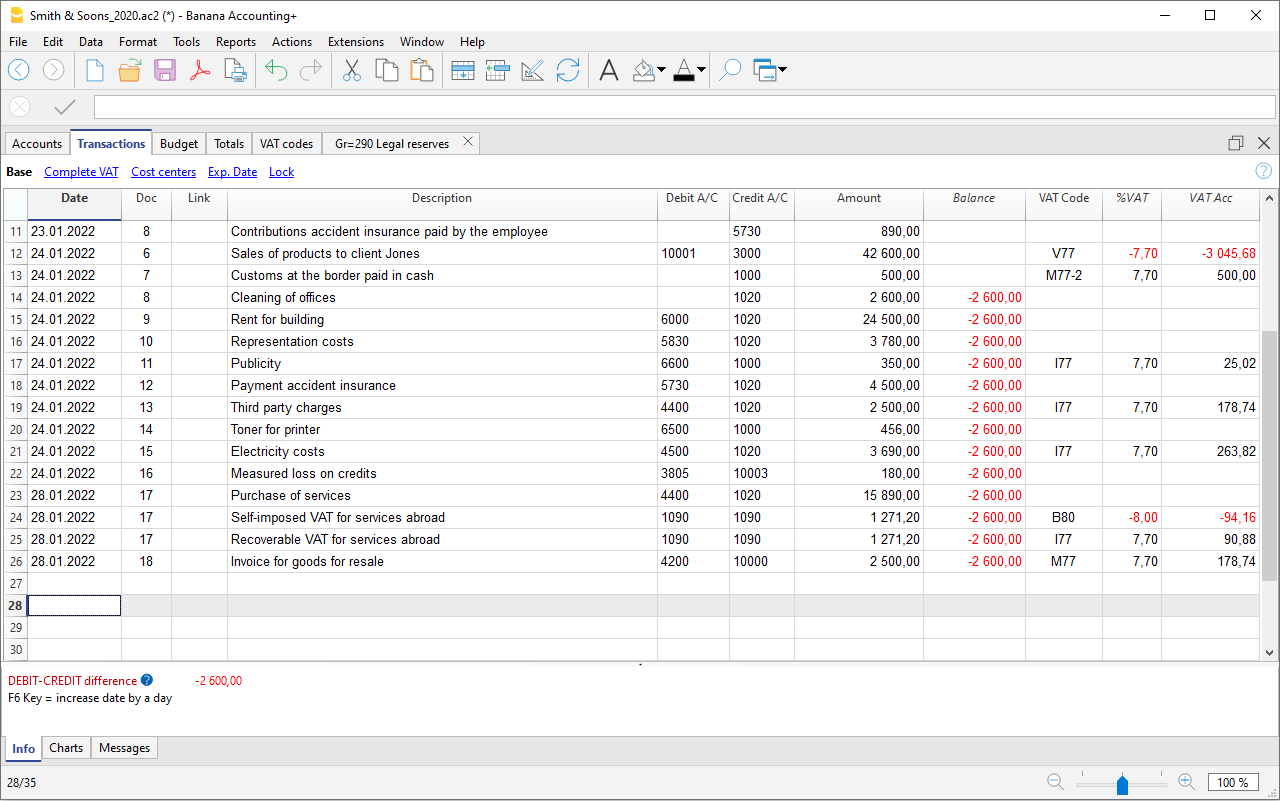 Smith & Soons_2020.ac2 (*) - Banana Accounting+
File Edit Data Format Tools Reports Actions Extensions Window Help
Accounts Transactions Budget Totals VAT codes Gr=290 Legal reserves
Base Complete VAT Cost centers Exp. Date Lock
Date Doc Link Description Debit A/C Credit A/C Amount Balance VAT Code %VAT VAT Acc
11 23.01.2022 8 Contributions accident insurance paid by the employee 5730 890,00
12 24.01.2022 6 Sales of products to client Jones 10001 3000 42 600,00 V77 -7,70 -3 045,68
13 24.01.2022 7 Customs at the border paid in cash 1000 500,00 M77-2 7,70 500,00
14 24.01.2022 8 Cleaning of offices 1020 2 600,00 -2 600,00
15 24.01.2022 9 Rent for building 6000 1020 24 500,00 -2 600,00
16 24.01.2022 10 Representation costs 5830 1020 3 780,00 -2 600,00
17 24.01.2022 11 Publicity 6600 1000 350,00 -2 600,00 I77 7,70 25,02
18 24.01.2022 12 Payment accident insurance 5730 1020 4 500,00 -2 600,00
19 24.01.2022 13 Third party charges 4400 1020 2 500,00 -2 600,00 I77 7,70 178,74
20 24.01.2022 14 Toner for printer 6500 1000 456,00 -2 600,00
21 24.01.2022 15 Electricity costs 4500 1020 3 690,00 -2 600,00 I77 7,70 263,82
22 24.01.2022 16 Measured loss on credits 3805 10003 180,00 -2 600,00
23 28.01.2022 17 Purchase of services 4400 1020 15 890,00 -2 600,00
24 28.01.2022 17 Self-imposed VAT for services abroad 1090 1090 1 271,20 -2 600,00 B80 -8,00 -94,16
25 28.01.2022 17 Recoverable VAT for services abroad 1090 1090 1 271,20 -2 600,00 I77 7,70 90,88
26 28.01.2022 18 Invoice for goods for resale 4200 10000 2 500,00 -2 600,00 M77 7,70 178,74
27
28
29
30
DEBIT-CREDIT difference ? -2 600,00
F6 Key = increase date by a day
Info Charts Messages
28/35 100 %